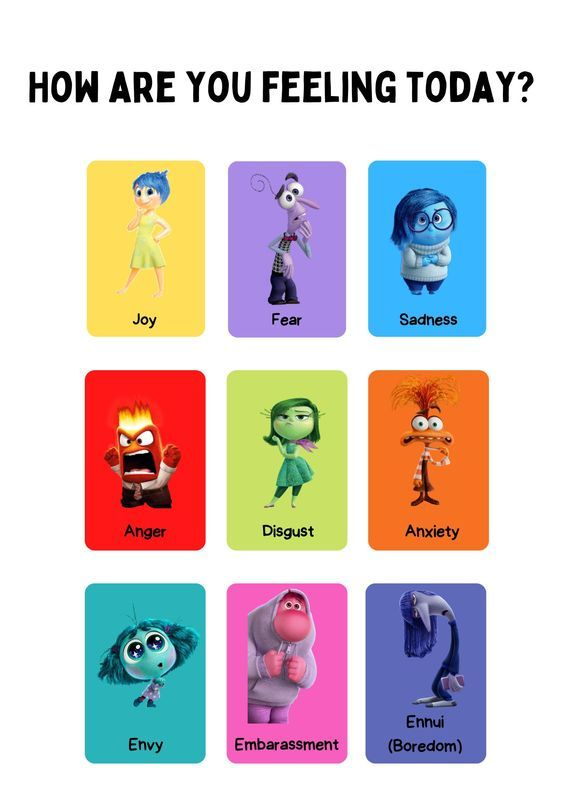 HOW ARE YOU FEELING TODAY?
Joy
Fear
Sadness
Anger
Disgust
Anxiety
Envy
Embarassment
Ennui
(Boredom)